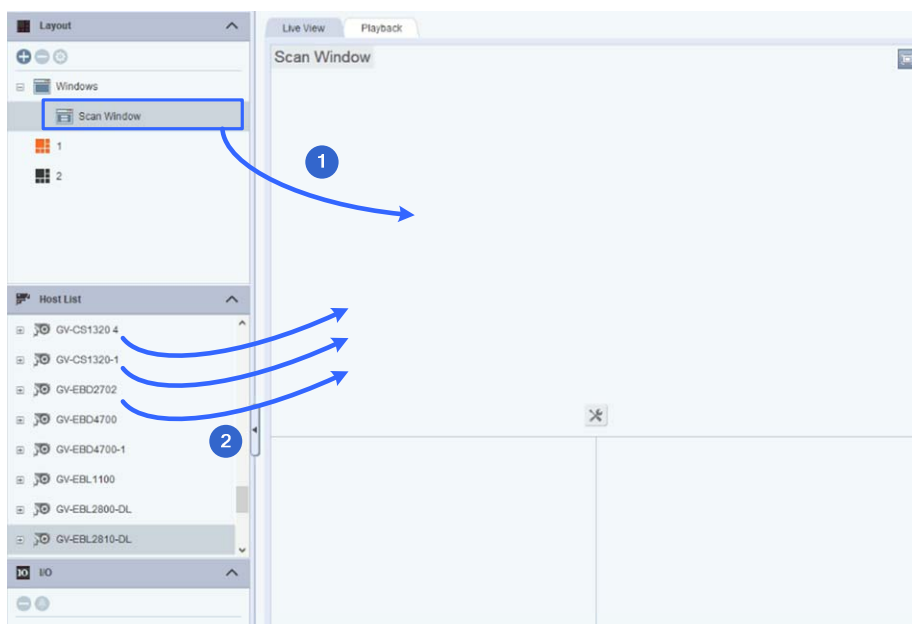 Layout
Live View
Playback
Scan Window
Windows
Scan Window
1
1
2
Host List
GV-CS1320 4
GV-CS1320-1
GV-EBD2702
GV-EBD4700
2
GV-EBD4700-1
GV-EBL1100
GV-EBL2800-DL
GV-EBL2810-DL
IO I/O